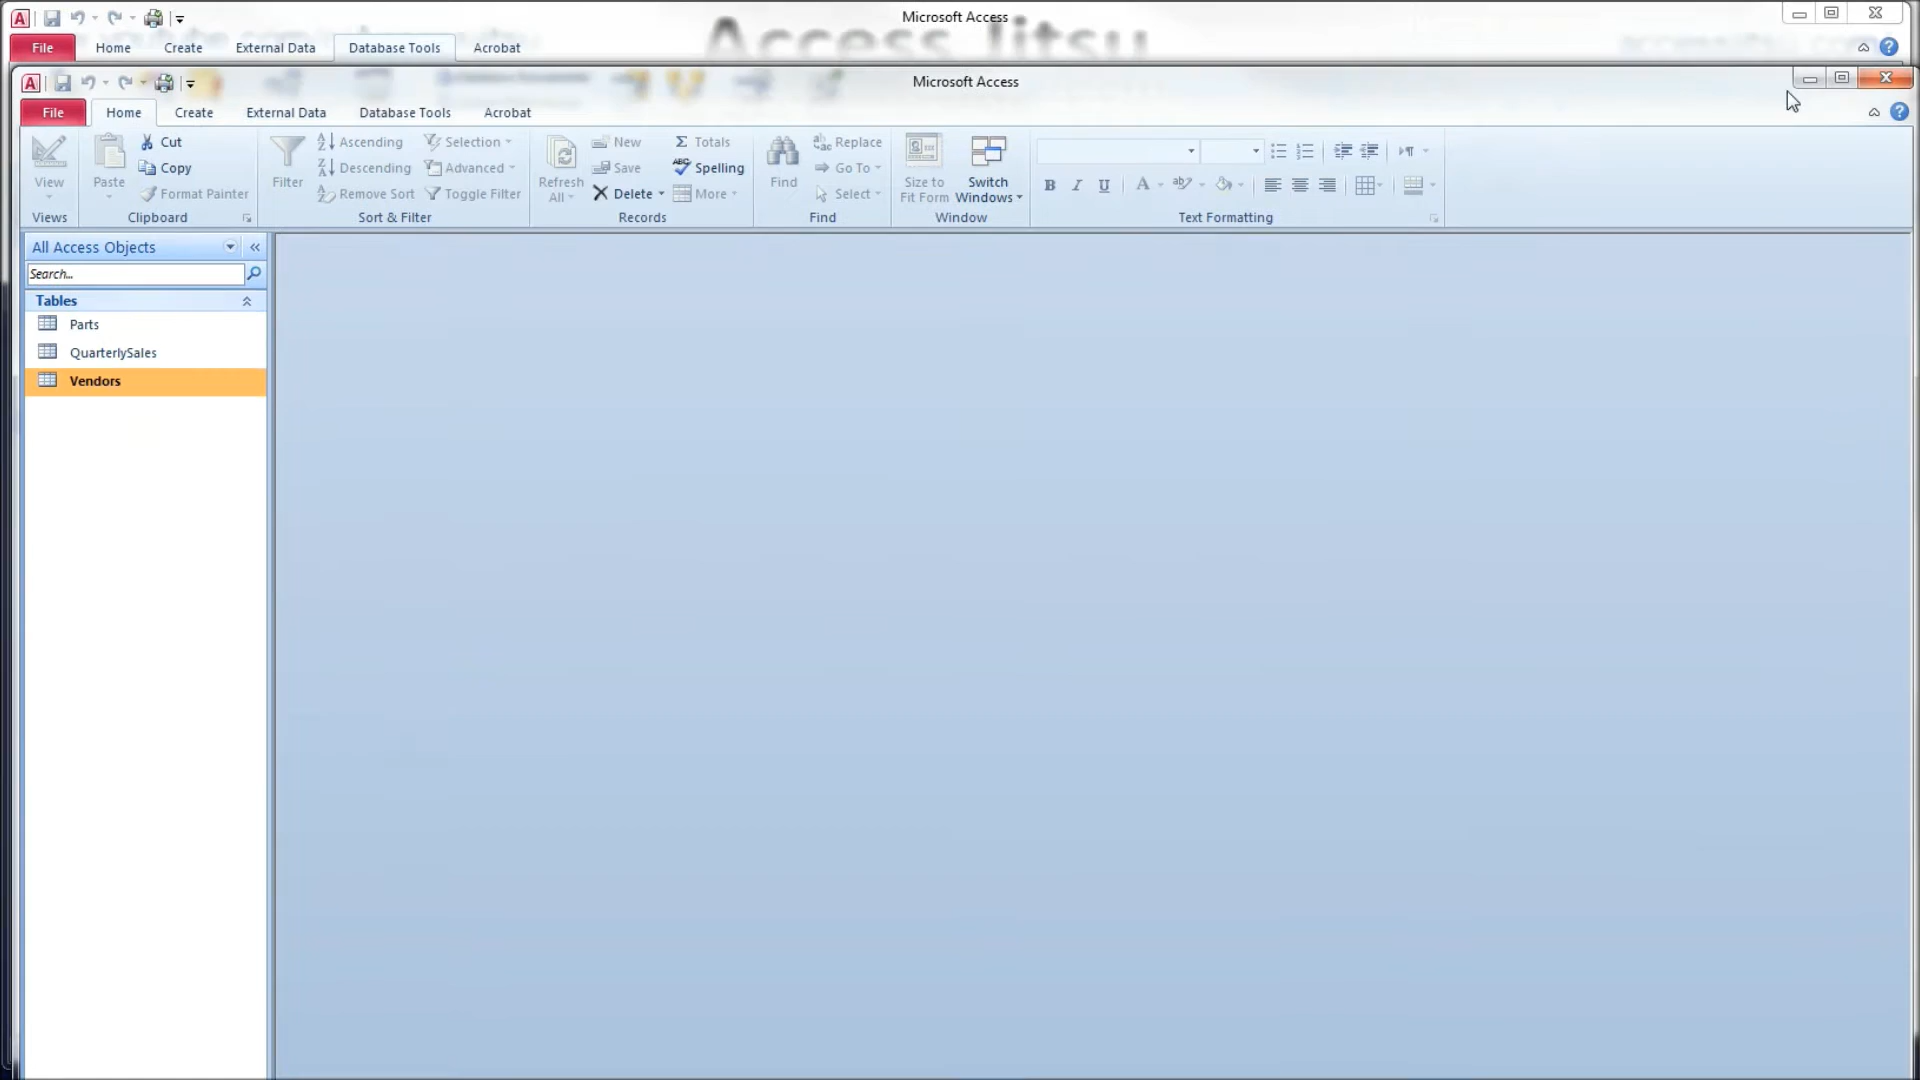 Microsoft Access
Access Jitsu
File Home Create External Data Database Tools Acrobat
Microsoft Access
File Home Create External Data Database Tools Acrobat
View
Views
Paste
Cut
Copy
Format Painter
Clipboard
Filter
Ascending
Descending
Remove Sort
Selection
Advanced
Toggle Filter
Sort & Filter
Refresh
All
New
Save
Delete
Totals
Spelling
More
Records
Find
Replace
Go To
Select
Find
Size to
Fit Form
Switch
Windows
Window
B I U A
Text Formatting
All Access Objects
Search...
Tables
Parts
QuarterlySales
Vendors